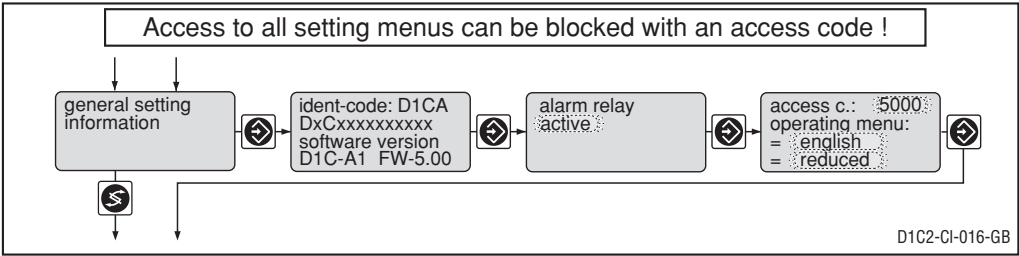 Access to all setting menus can be blocked with an access code !
general setting
information
ident-code: D1CA
DxCxxxxxxxxxx
software version
D1C-A1 FW-5.00
alarm relay
active
access c.: 5000
operating menu:
= english
= reduced
D1C2-CI-016-GB